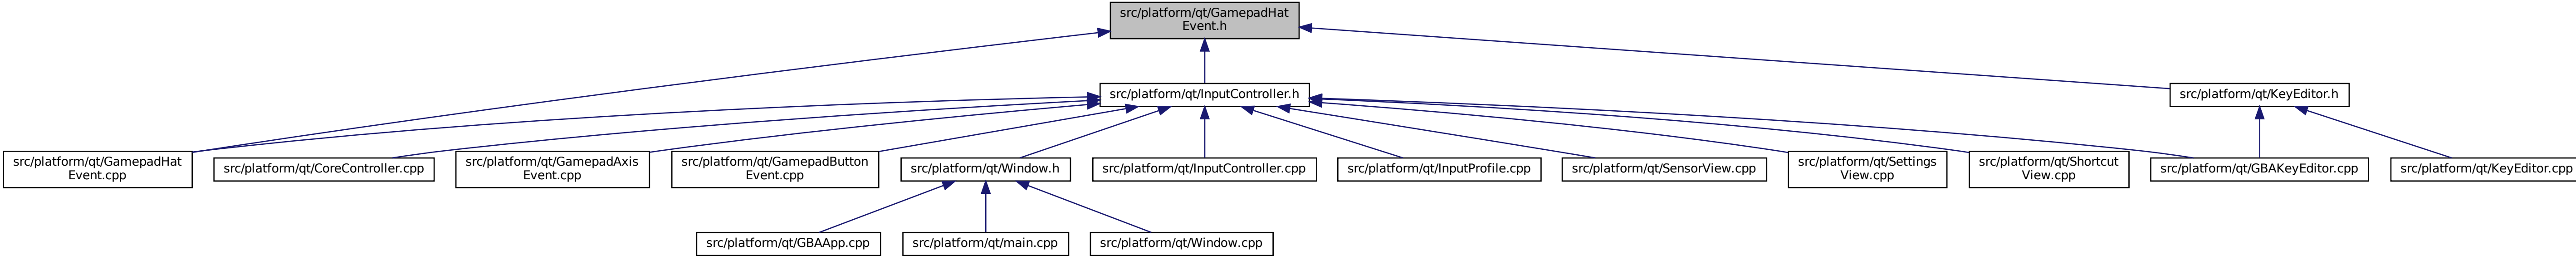 src/platform/qt/GamepadHat
Event.h
src/platform/qt/InputController.h
src/platform/qt/KeyEditor.h
src/platform/qt/GamepadHat
Event.cpp
src/platform/qt/CoreController.cpp
src/platform/qt/GamepadAxis
Event.cpp
src/platform/qt/GamepadButton
Event.cpp
src/platform/qt/Window.h
src/platform/qt/InputController.cpp
src/platform/qt/InputProfile.cpp
src/platform/qt/SensorView.cpp
src/platform/qt/Settings
View.cpp
src/platform/qt/Shortcut
View.cpp
src/platform/qt/GBAKeyEditor.cpp
src/platform/qt/KeyEditor.cpp
src/platform/qt/GBAApp.cpp
src/platform/qt/main.cpp
src/platform/qt/Window.cpp